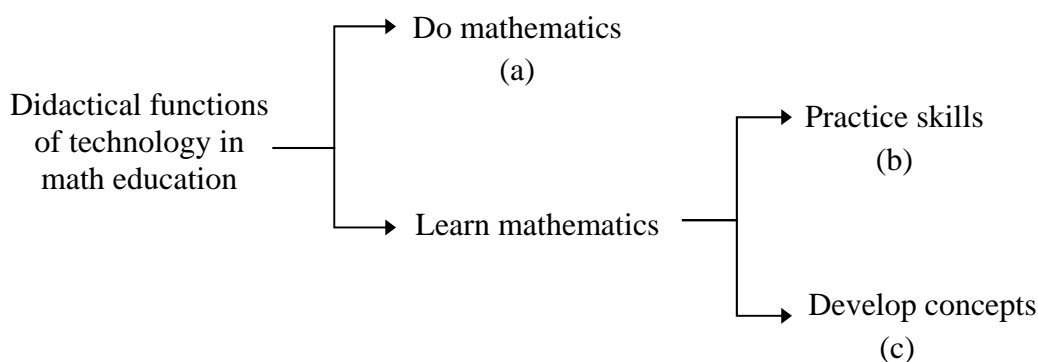 Do mathematics
(a)
Didactical functions
of technology in
math education
Practice skills
(b)
Learn mathematics
Develop concepts
(c)